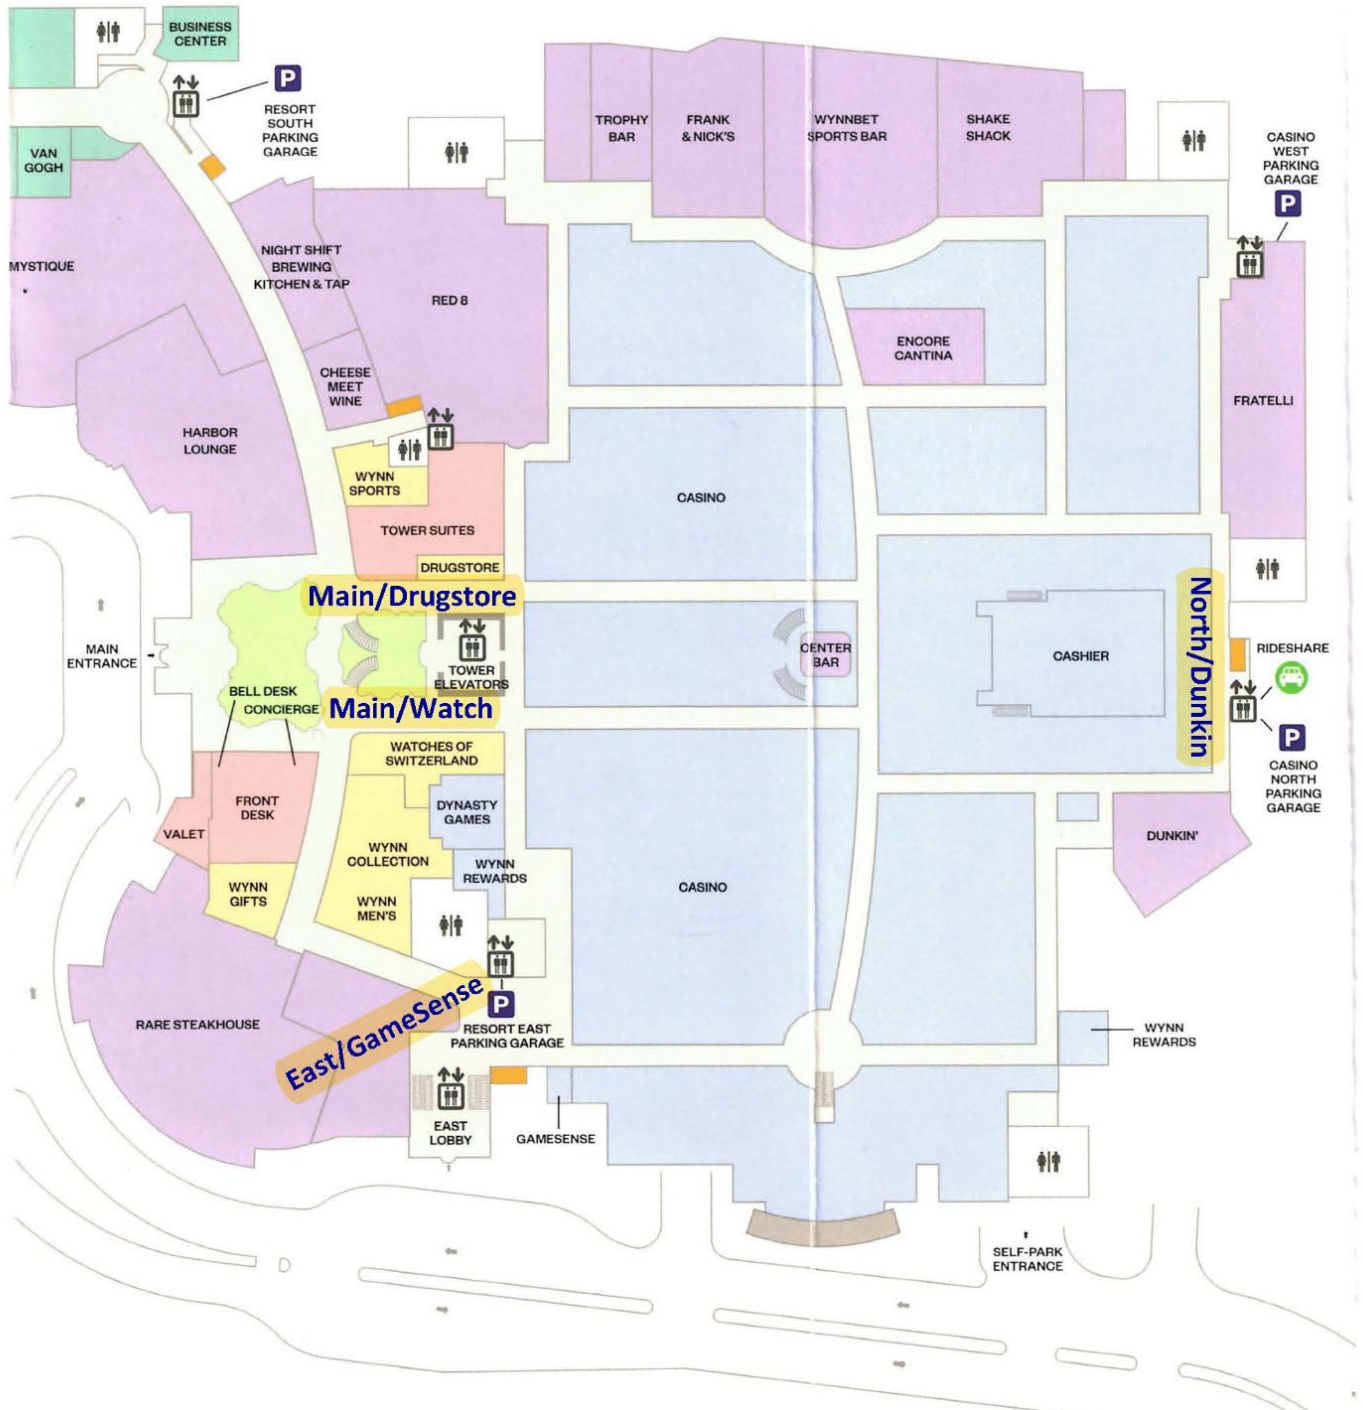 BUSINESS
CENTER
P
RESORT
SOUTH
PARKING
GARAGE
VAN
GOGH
TROPHY
BAR
FRANK
& NICK'S
WYNNBET
SPORTS BAR
SHAKE
SHACK
CASINO
WEST
PARKING
GARAGE
P
MYSTIQUE
NIGHT SHIFT
BREWING
KITCHEN & TAP
RED 8
ENCORE
CANTINA
CHEESE
MEET
WINE
FRATELLI
HARBOR
LOUNGE
WYNN
SPORTS
CASINO
TOWER SUITES
DRUGSTORE
Main/Drugstore
North/Dunkin
MAIN
ENTRANCE
TOWER
ELEVATORS
CENTER
BAR
CASHIER
RIDESHARE
BELL DESK
CONCIERGE
Main/Watch
P
CASINO
NORTH
PARKING
GARAGE
WATCHES OF
SWITZERLAND
FRONT
DESK
DYNASTY
GAMES
VALET
DUNKIN'
WYNN
COLLECTION
WYNN
REWARDS
WYNN
GIFTS
WYNN
MEN'S
CASINO
East/GameSense
P
RESORT EAST
PARKING GARAGE
RARE STEAKHOUSE
WYNN
REWARDS
EAST
LOBBY
GAMESENSE
SELF-PARK
ENTRANCE